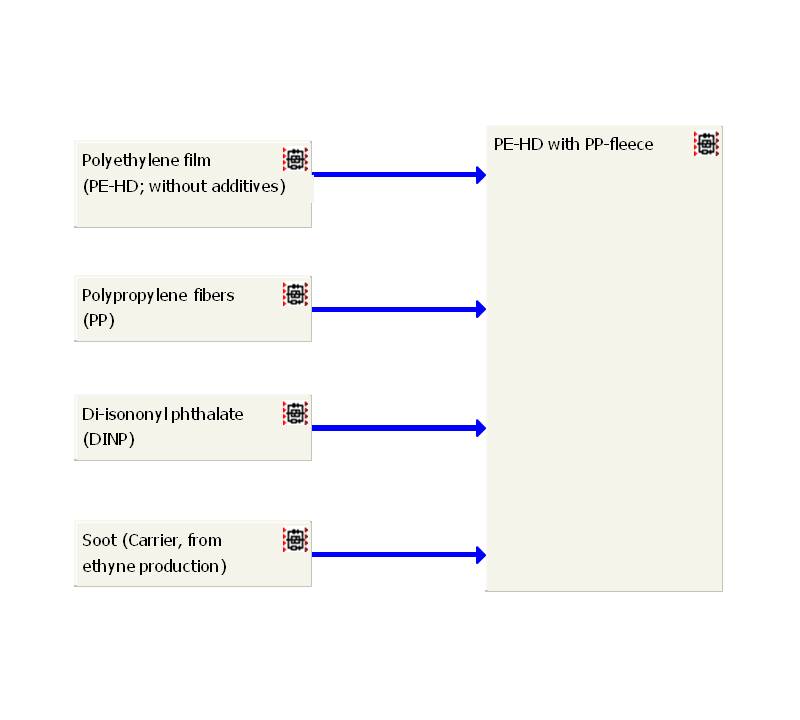 Polyethylene film
(PE-HD; without additives)
PE-HD with PP-fleece
Polypropylene fibers
(PP)
Di-isononyl phthalate
(DINP)
Soot (Carrier, from
ethyne production)